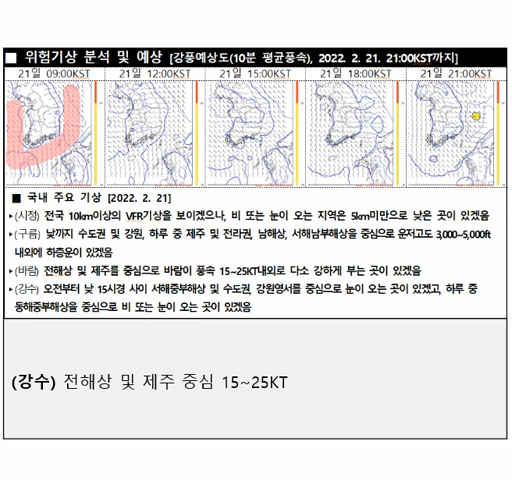 ■ 위험기상 분석 및 예상 [강풍예상도(10분 평균풍속), 2022. 2. 21. 21:00KST까지]
21일 09:00KST 21일 12:00KST 21일 15:00KST 21일 18:00KST 21일 21:00KST
■ 국내 주요 기상 [2022. 2. 21]
▸(시정) 전국 10km이상의 VFR기상을 보이겠으나, 비 또는 눈이 오는 지역은 5km미만으로 낮은 곳이 있겠음
▸(구름) 낮까지 수도권 및 강원, 하루 중 제주 및 전라권, 남해상, 서해남부해상을 중심으로 운저고도 3,000~5,000ft
내외에 하층운이 있겠음
▸(바람) 전해상 및 제주를 중심으로 바람이 풍속 15~25KT내외로 다소 강하게 부는 곳이 있겠음
▸(강수) 오전부터 낮 15시경 사이 서해중부해상 및 수도권, 강원영서를 중심으로 눈이 오는 곳이 있겠고, 하루 중
동해중부해상을 중심으로 비 또는 눈이 오는 곳이 있겠음
(강수) 전해상 및 제주 중심 15~25KT